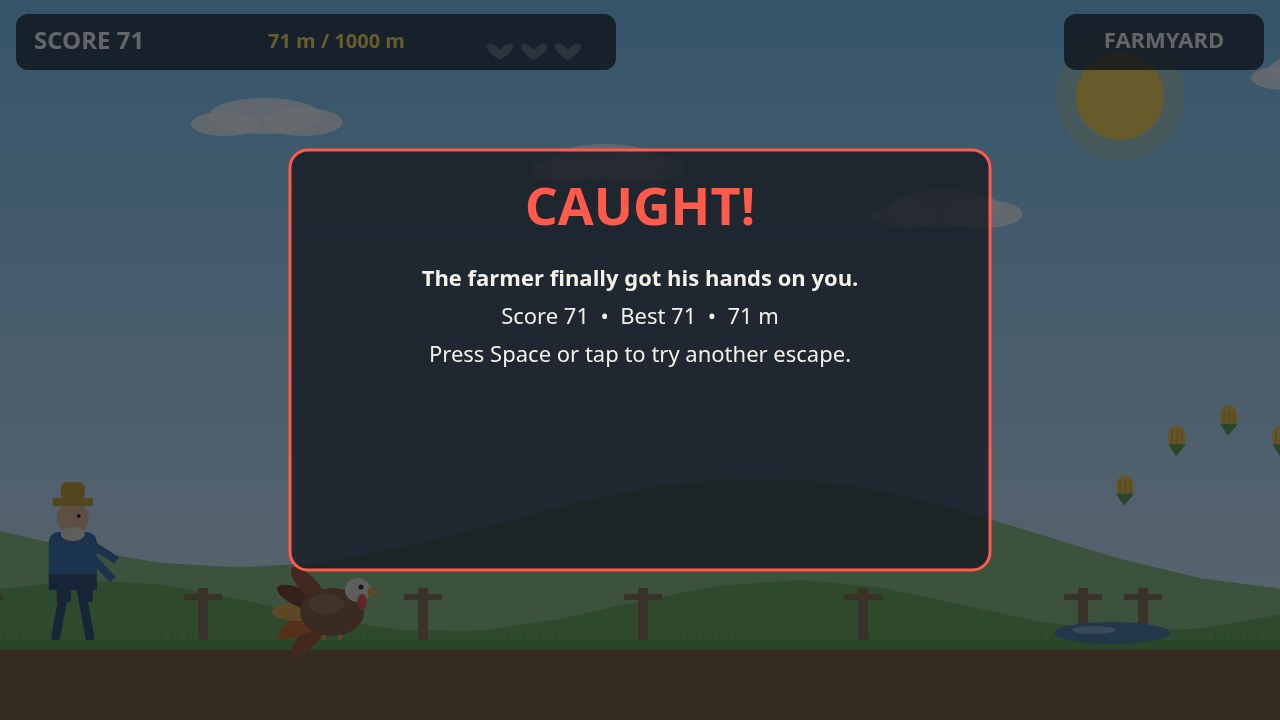 SCORE 71
71 m / 1000 m
FARMYARD
CAUGHT!
The farmer finally got his hands on you.
Score 71 • Best 71 • 71 m
Press Space or tap to try another escape.